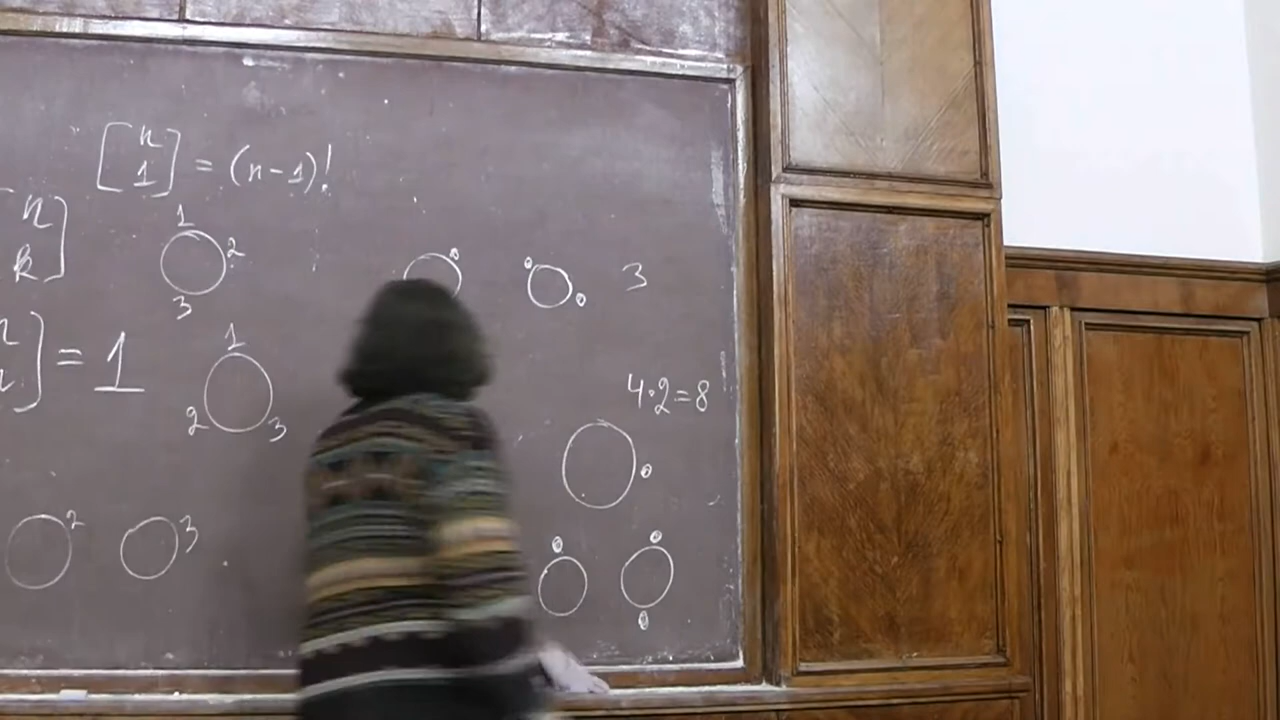 [n 1] = (n-1)!
n]
k]
1
2
3
3
n] = 1
n]
1
2
3
4·2=8
2
3